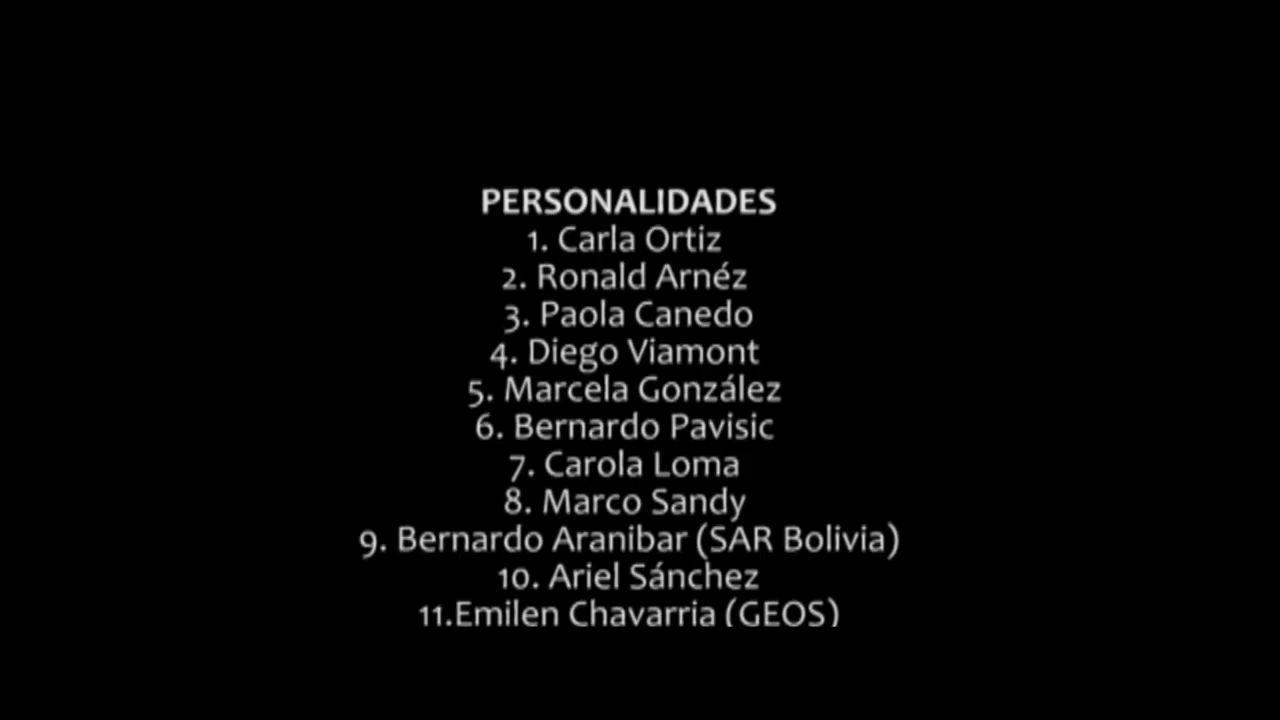 PERSONALIDADES
1. Carla Ortiz
2. Ronald Arnéz
3. Paola Canedo
4. Diego Viamont
5. Marcela González
6. Bernardo Pavisic
7. Carola Loma
8. Marco Sandy
9. Bernardo Aranibar (SAR Bolivia)
10. Ariel Sánchez
11.Emilen Chavarria (GEOS)